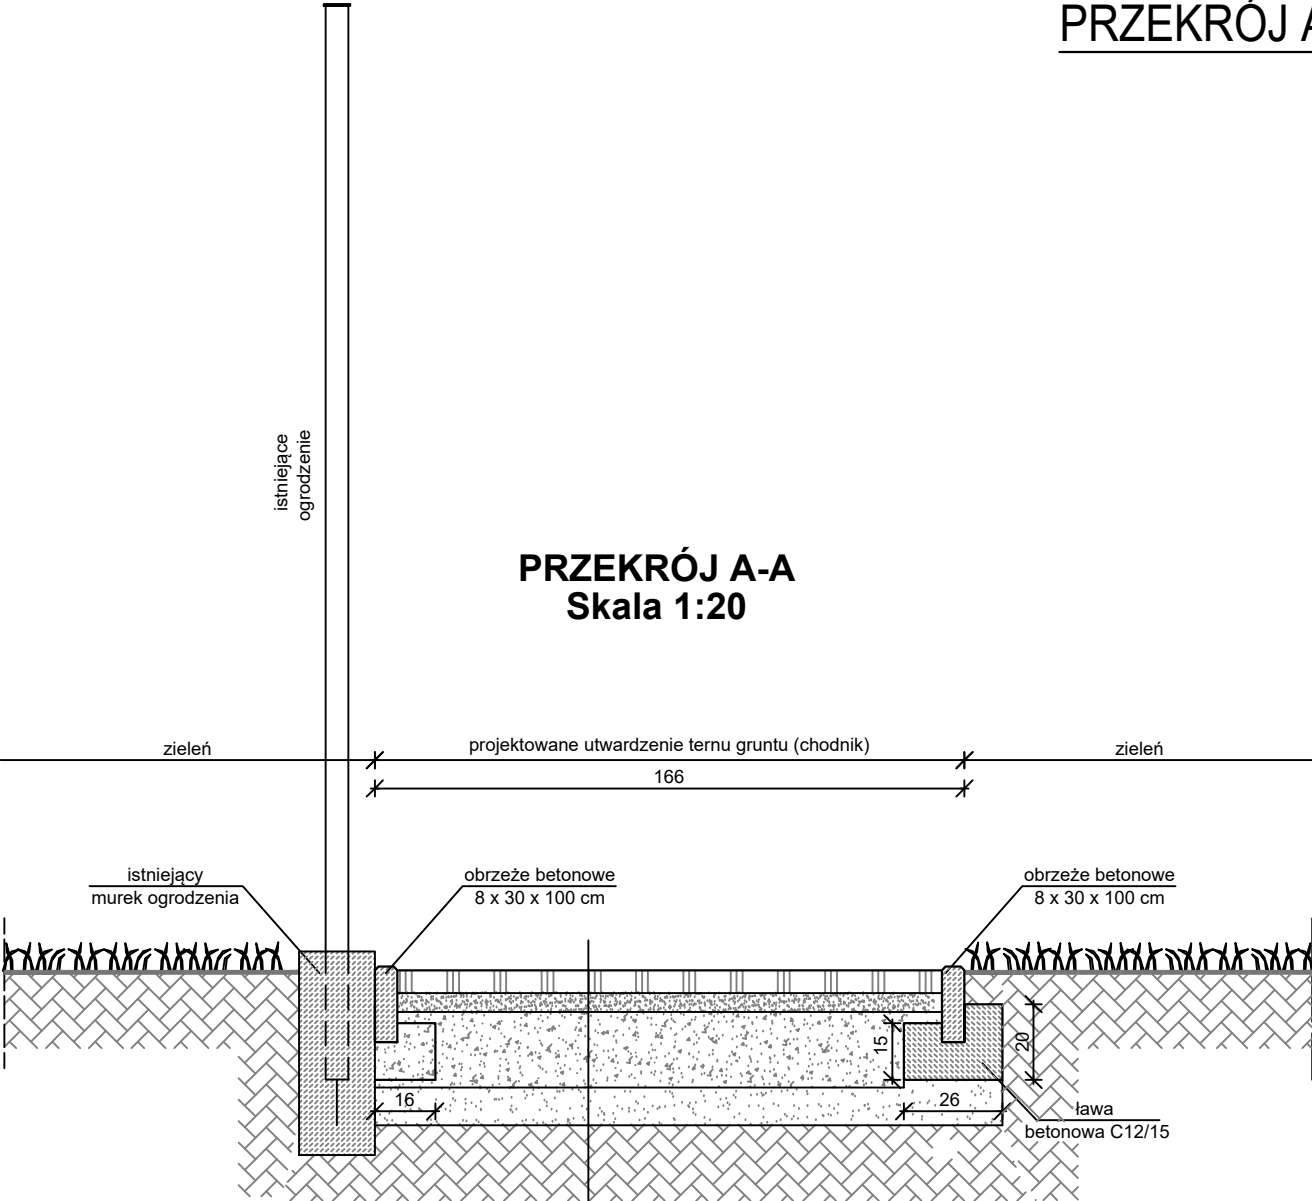 PRZEKRÓJ A
istniejące
ogrodzenie
PRZEKRÓJ A-A
Skala 1:20
zieleń
projektowane utwardzenie ternu gruntu (chodnik)
zieleń
166
istniejący
murek ogrodzenia
obrzeże betonowe
8 x 30 x 100 cm
obrzeże betonowe
8 x 30 x 100 cm
15
20
16
26
ława
betonowa C12/15